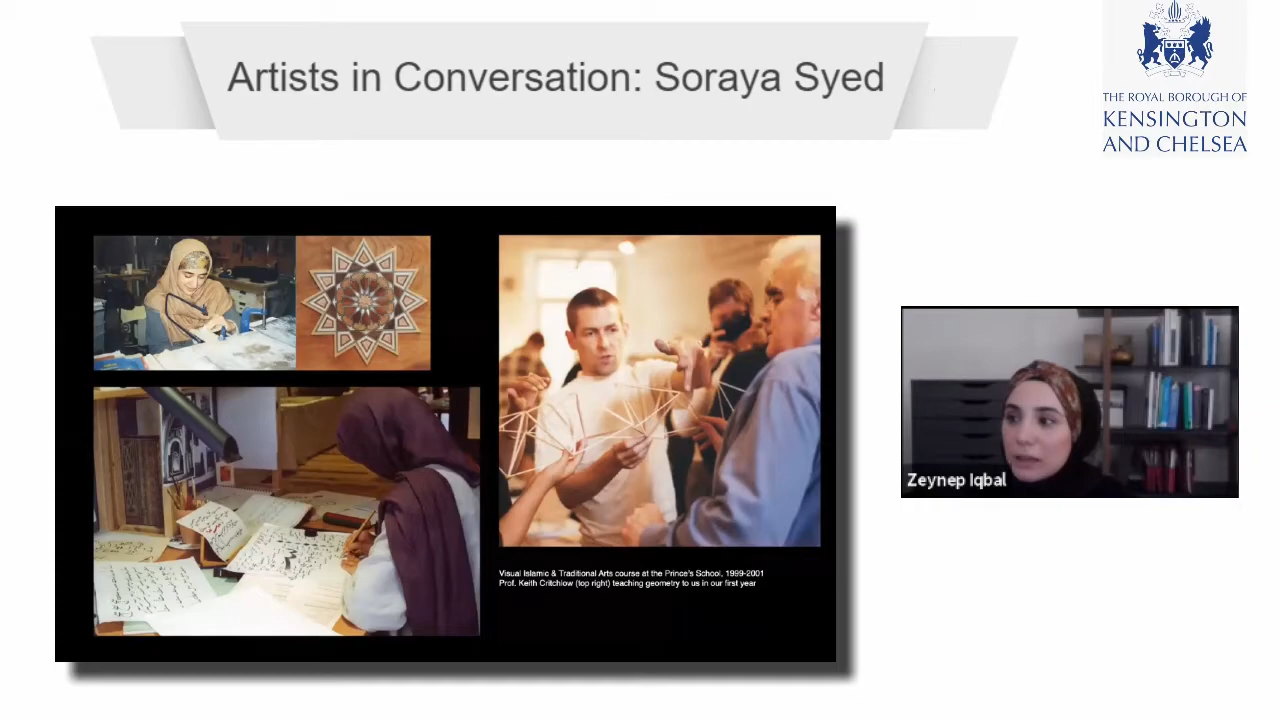 Artists in Conversation: Soraya Syed
THE ROYAL BOROUGH OF
KENSINGTON
AND CHELSEA
Visual Islamic & Traditional Arts course at the Prince's School, 1999-2001
Prof. Keith Critchlow (top right) teaching geometry to us in our first year
Zeynep Iqbal